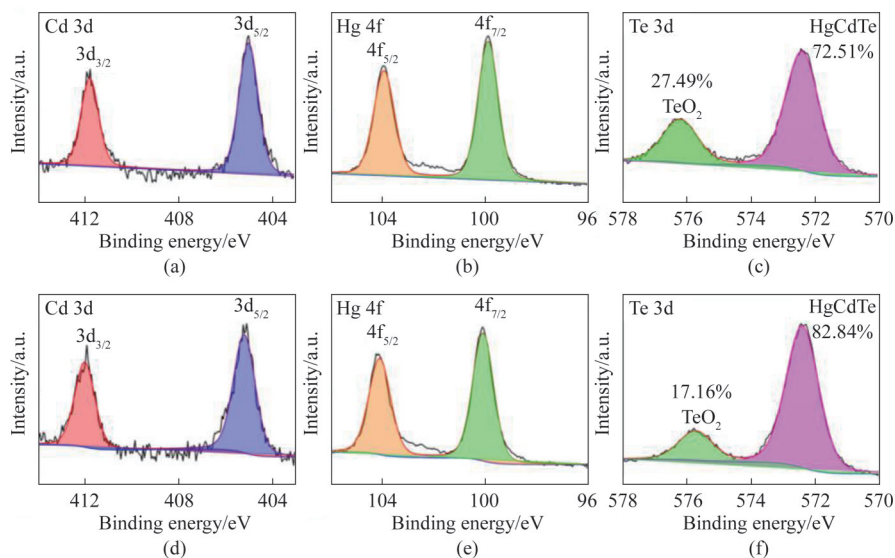 Cd 3d
3d5/2
3d3/2
Intensity/a.u.
412
408
404
Binding energy/eV
(a)
Hg 4f
4f7/2
4f5/2
Intensity/a.u.
104
100
96
Binding energy/eV
(b)
Te 3d
HgCdTe
72.51%
27.49%
TeO2
Intensity/a.u.
578
576
574
572
570
Binding energy/eV
(c)
Cd 3d
3d5/2
3d3/2
Intensity/a.u.
412
408
404
Binding energy/eV
(d)
Hg 4f
4f7/2
4f5/2
Intensity/a.u.
104
100
96
Binding energy/eV
(e)
Te 3d
HgCdTe
82.84%
17.16%
TeO2
Intensity/a.u.
578
576
574
572
570
Binding energy/eV
(f)